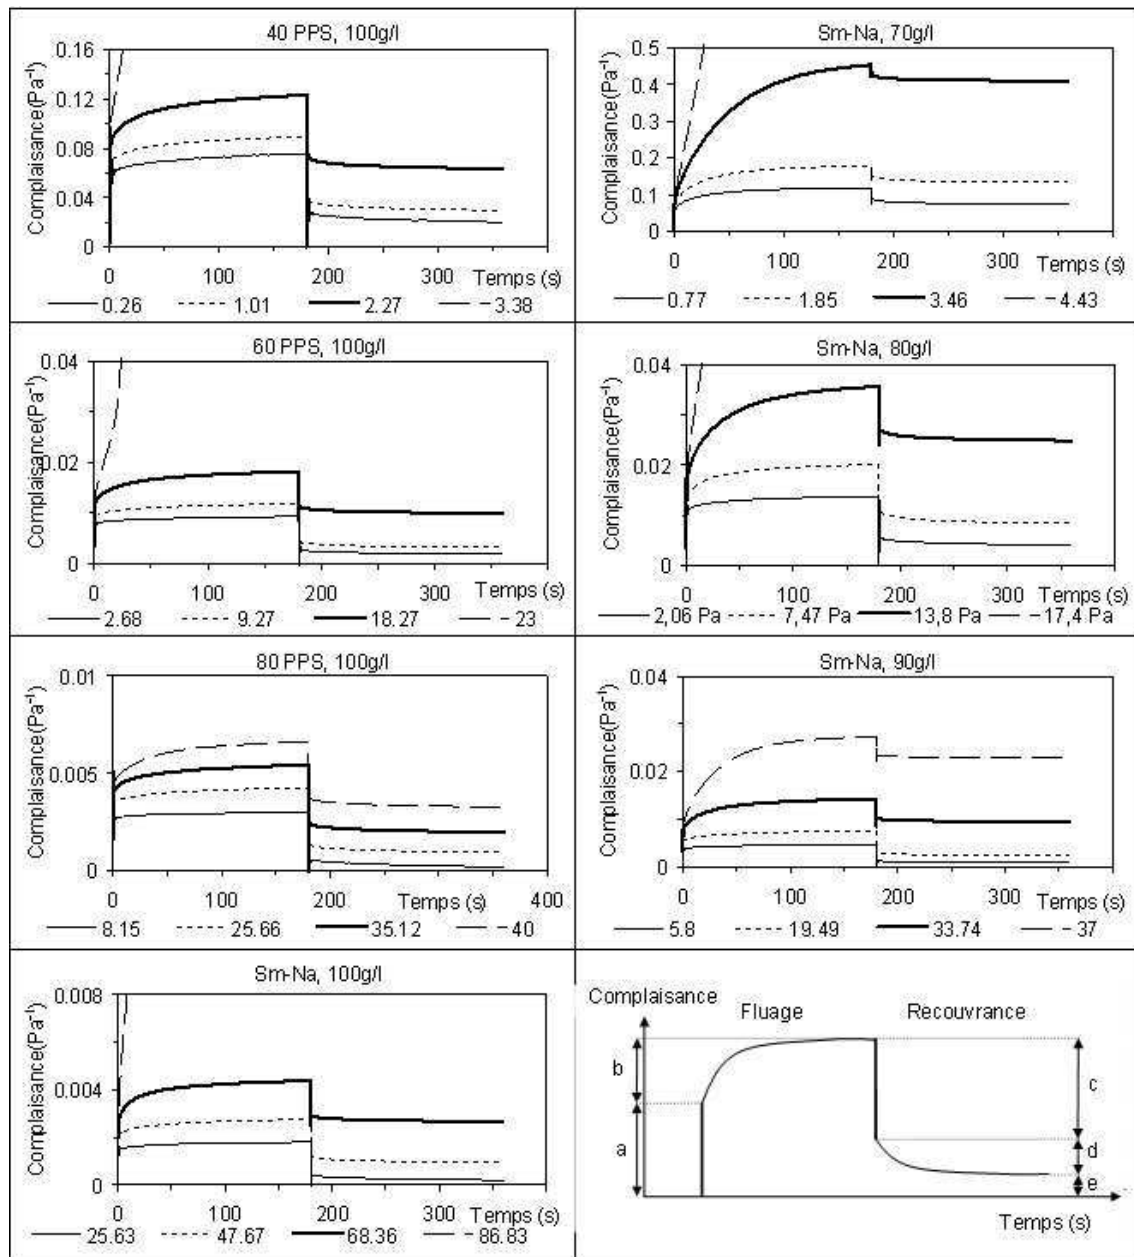 40 PPS, 100g/l
Complaisance(Pa⁻¹)
0.16
0.12
0.08
0.04
0
0 100 200 300 Temps (s)
0.26 1.01 2.27 3.38
Sm-Na, 70g/l
Complaisance(Pa⁻¹)
0.5
0.4
0.3
0.2
0.1
0
0 100 200 300 Temps (s)
0.77 1.85 3.46 4.43
60 PPS, 100g/l
Complaisance(Pa⁻¹)
0.04
0.02
0
0 100 200 300 Temps (s)
2.68 9.27 18.27 23
Sm-Na, 80g/l
Complaisance(Pa⁻¹)
0.04
0.02
0
0 100 200 300 Temps (s)
2,06 Pa 7,47 Pa 13,8 Pa 17,4 Pa
80 PPS, 100g/l
Complaisance(Pa⁻¹)
0.01
0.005
0
0 100 200 300 400
Temps (s)
8.15 25.66 35.12 40
Sm-Na, 90g/l
Complaisance(Pa⁻¹)
0.04
0.02
0
0 100 200 300 Temps (s)
5.8 19.49 33.74 37
Sm-Na, 100g/l
Complaisance(Pa⁻¹)
0.008
0.004
0
0 100 200 300 Temps (s)
25.63 47.67 68.36 86.83
Complaisance
Fluage Recouvrance
b
a
c
d
e
Temps (s)